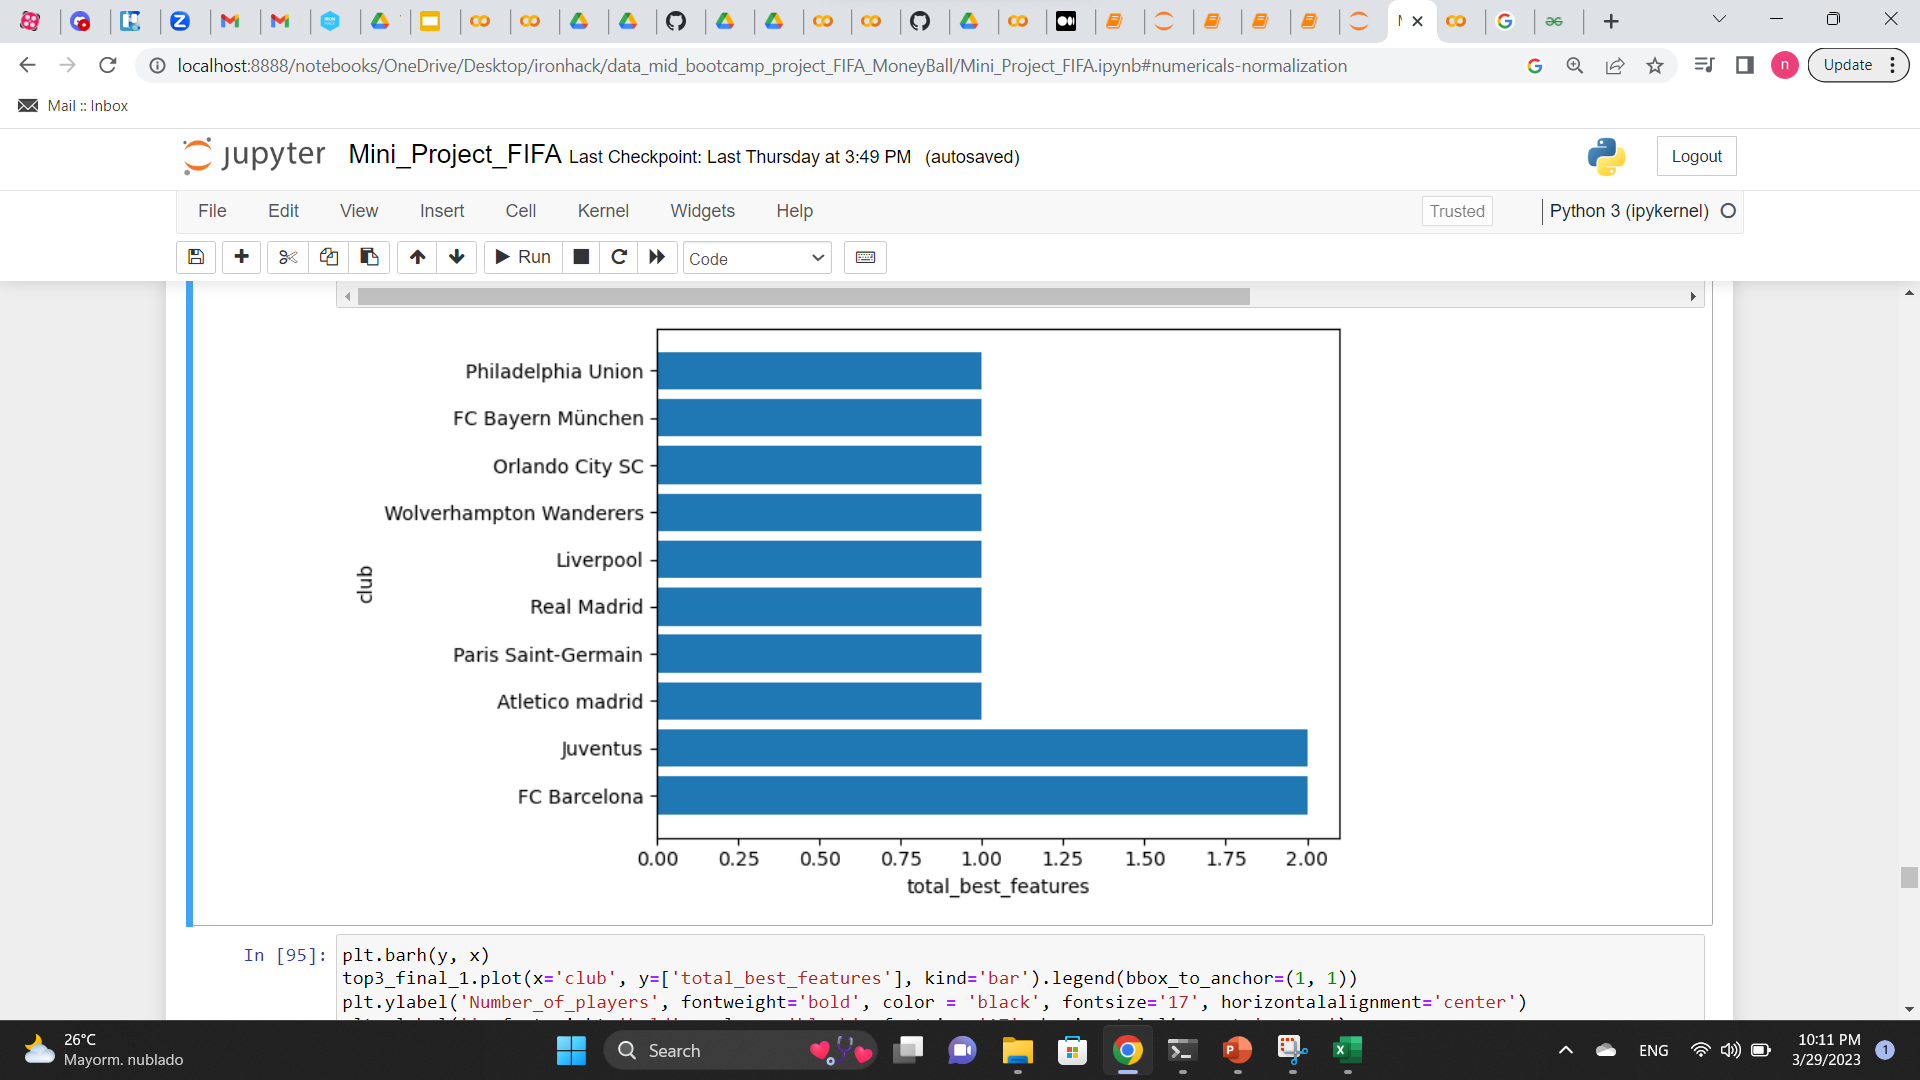 localhost:8888/notebooks/OneDrive/Desktop/ironhack/data_mid_bootcamp_project_FIFA_MoneyBall/Mini_Project_FIFA.ipynb#numericals-normalization
n
Update
Mail :: Inbox
jupyter Mini_Project_FIFA Last Checkpoint: Last Thursday at 3:49 PM (autosaved)
Logout
File Edit View Insert Cell Kernel Widgets Help
Trusted
Python 3 (ipykernel)
Run
Code
Philadelphia Union
FC Bayern München
Orlando City SC
Wolverhampton Wanderers
Liverpool
club
Real Madrid
Paris Saint-Germain
Atletico madrid
Juventus
FC Barcelona
0.00 0.25 0.50 0.75 1.00 1.25 1.50 1.75 2.00
total_best_features
In [95]: plt.barh(y, x)
top3_final_1.plot(x='club', y=['total_best_features'], kind='bar').legend(bbox_to_anchor=(1, 1))
plt.ylabel('Number_of_players', fontweight='bold', color = 'black', fontsize='17', horizontalalignment='center')
26°C
Mayorm. nublado
Search
ENG
10:11 PM
3/29/2023
1